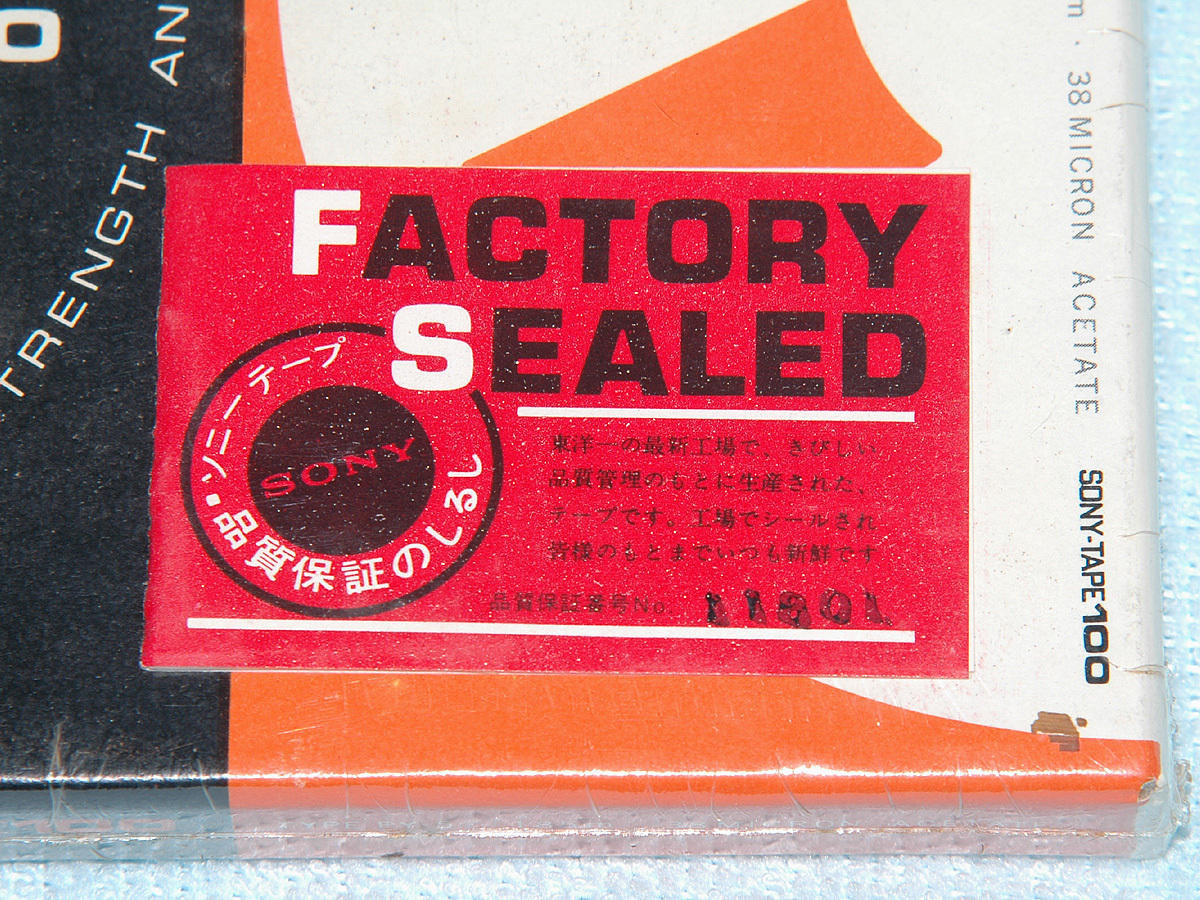 O
TRENGTH AN
m · 38 MICRON ACETATE
SONY-TAPE 100
FACTORY
SEALED
ソニーテープ・品質保証のしるし
SONY
東洋一の最新工場で、きびしい
品質管理のもとに生産された、
テープです。工場でシールされ
皆様のもとまでいつも新鮮です
品質保証番号No.